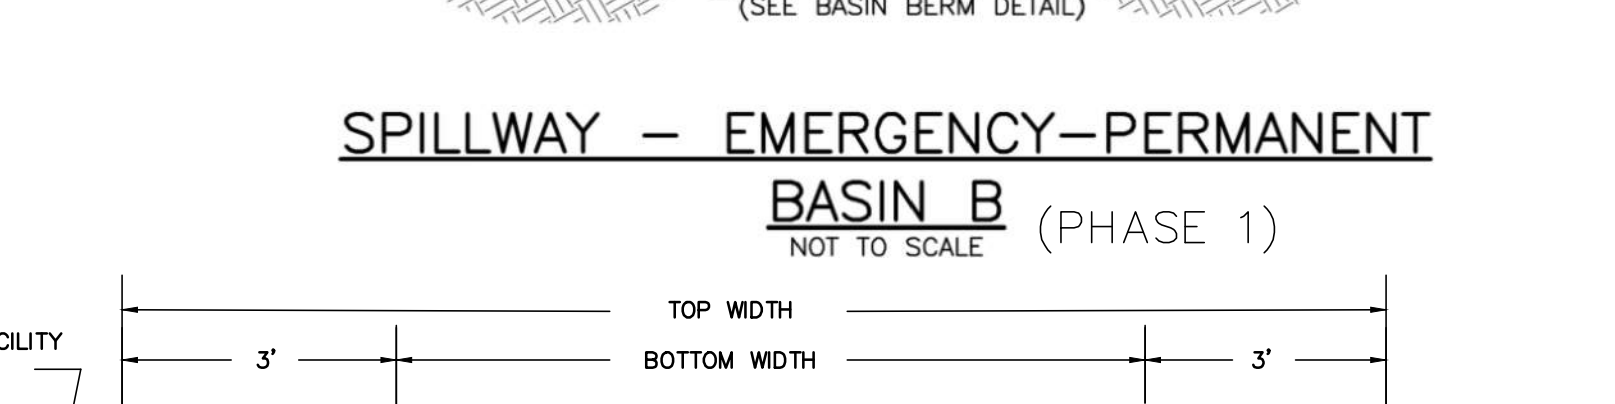 (SEE BASIN BERM DETAIL)
SPILLWAY – EMERGENCY–PERMANENT
BASIN B (PHASE 1)
NOT TO SCALE
TOP WIDTH
CILITY
3' BOTTOM WIDTH 3'